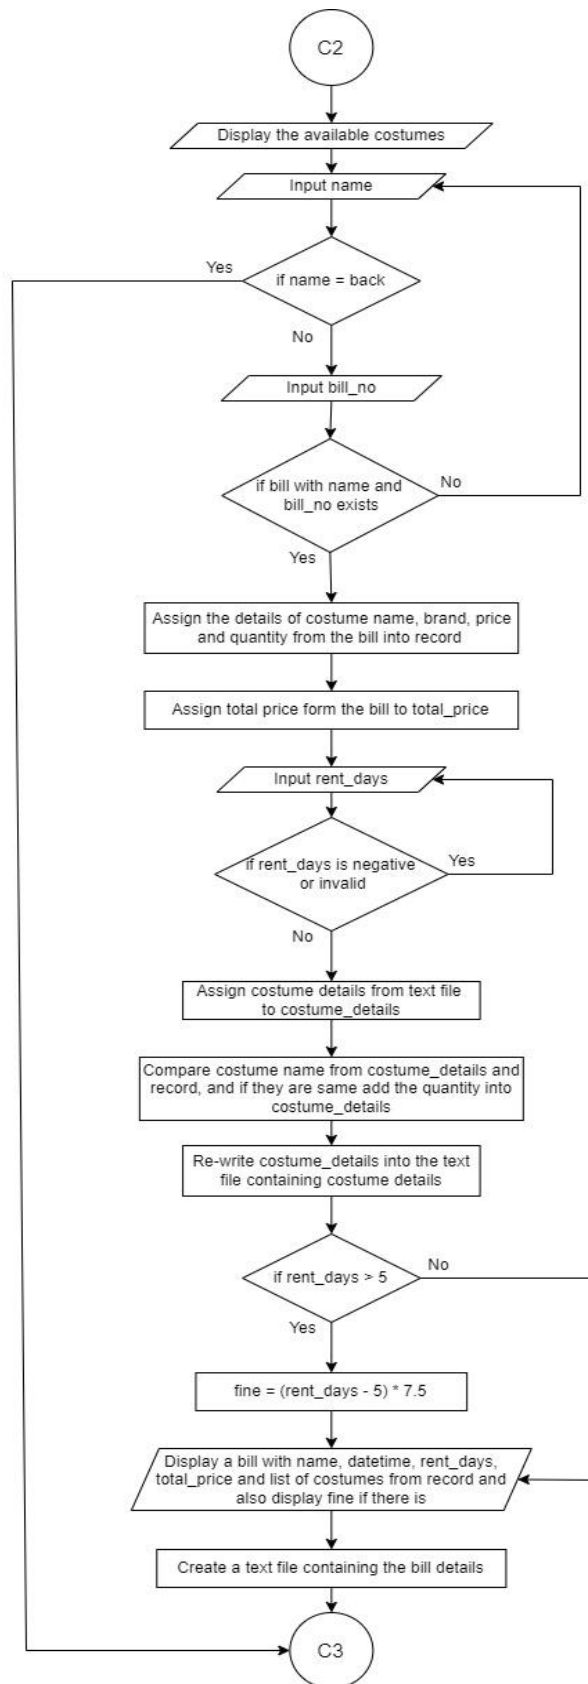 C2
Display the available costumes
Input name
Yes
if name = back
No
Input bill_no
if bill with name and
bill_no exists
No
Yes
Assign the details of costume name, brand, price
and quantity from the bill into record
Assign total price form the bill to total_price
Input rent_days
if rent_days is negative
or invalid
Yes
No
Assign costume details from text file
to costume_details
Compare costume name from costume_details and
record, and if they are same add the quantity into
costume_details
Re-write costume_details into the text
file containing costume details
if rent_days > 5
No
Yes
fine = (rent_days - 5) * 7.5
Display a bill with name, datetime, rent_days,
total_price and list of costumes from record and
also display fine if there is
Create a text file containing the bill details
C3